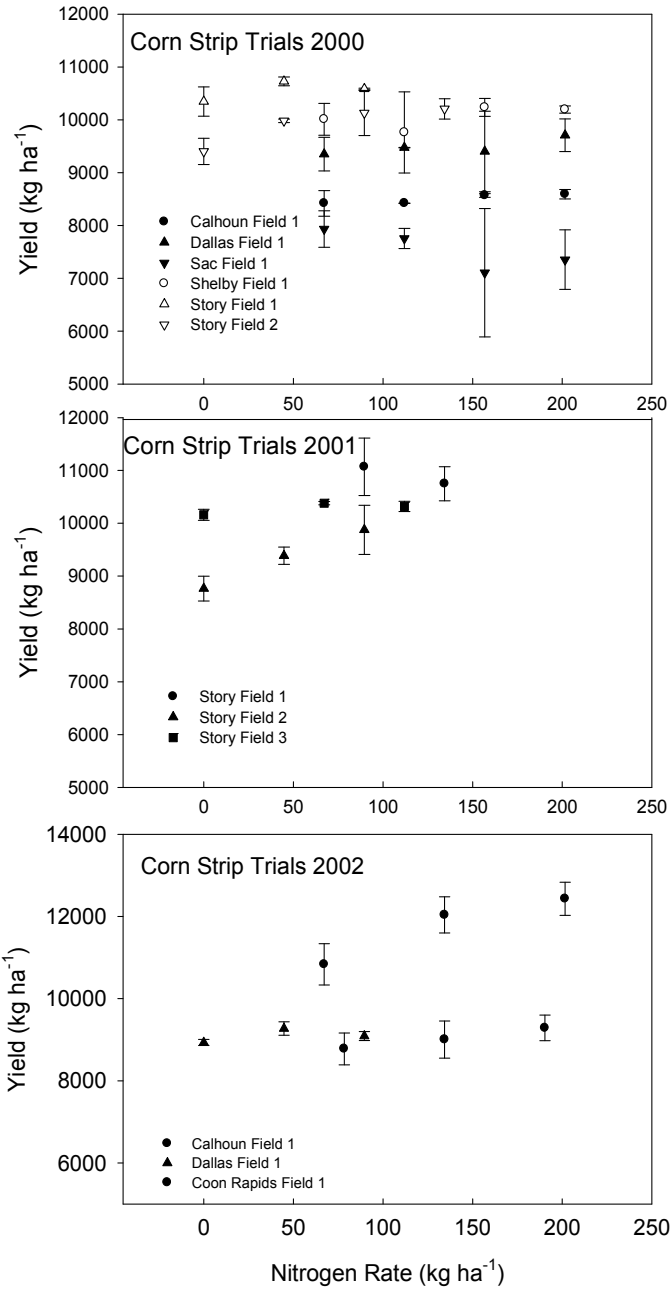 Corn Strip Trials 2000
Yield (kg ha-1)
11000
10000
9000
8000
7000
6000
5000
Calhoun Field 1
Dallas Field 1
Sac Field 1
Shelby Field 1
Story Field 1
Story Field 2
0 50 100 150 200 250
Corn Strip Trials 2001
Yield (kg ha-1)
12000
11000
10000
9000
8000
7000
6000
5000
Story Field 1
Story Field 2
Story Field 3
0 50 100 150 200 250
Corn Strip Trials 2002
Yield (kg ha-1)
14000
12000
10000
8000
6000
Calhoun Field 1
Dallas Field 1
Coon Rapids Field 1
0 50 100 150 200 250
Nitrogen Rate (kg ha-1)